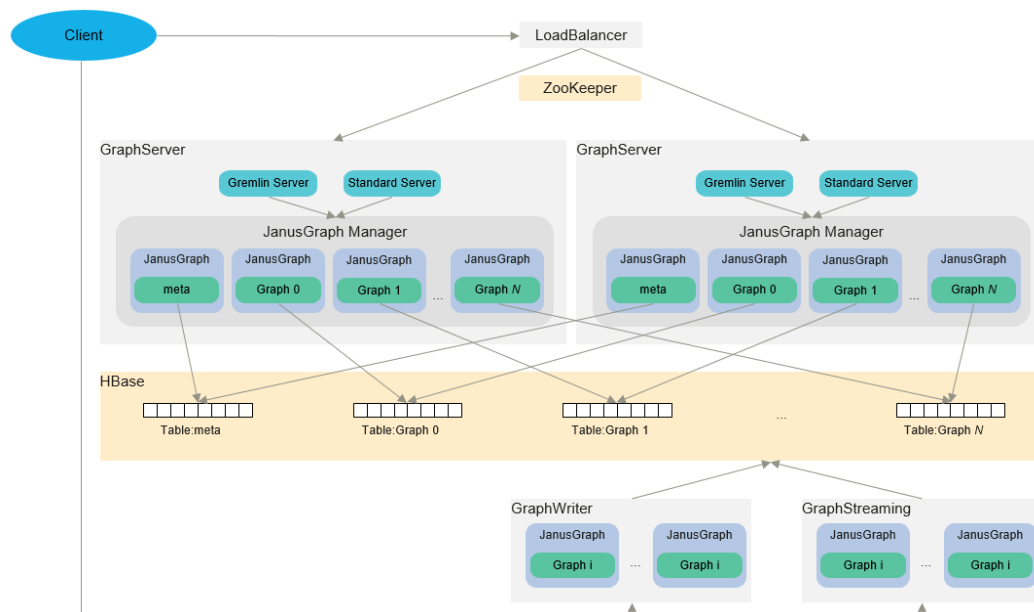 Client
LoadBalancer
ZooKeeper
GraphServer
GraphServer
Gremlin Server
Standard Server
Gremlin Server
Standard Server
JanusGraph Manager
JanusGraph Manager
JanusGraph
JanusGraph
JanusGraph
JanusGraph
JanusGraph
JanusGraph
JanusGraph
JanusGraph
meta
Graph 0
Graph 1
...
Graph N
meta
Graph 0
Graph 1
...
Graph N
HBase
Table:meta
Table:Graph 0
Table:Graph 1
...
Table:Graph N
GraphWriter
GraphStreaming
JanusGraph
JanusGraph
JanusGraph
JanusGraph
Graph i
...
Graph i
Graph i
...
Graph i